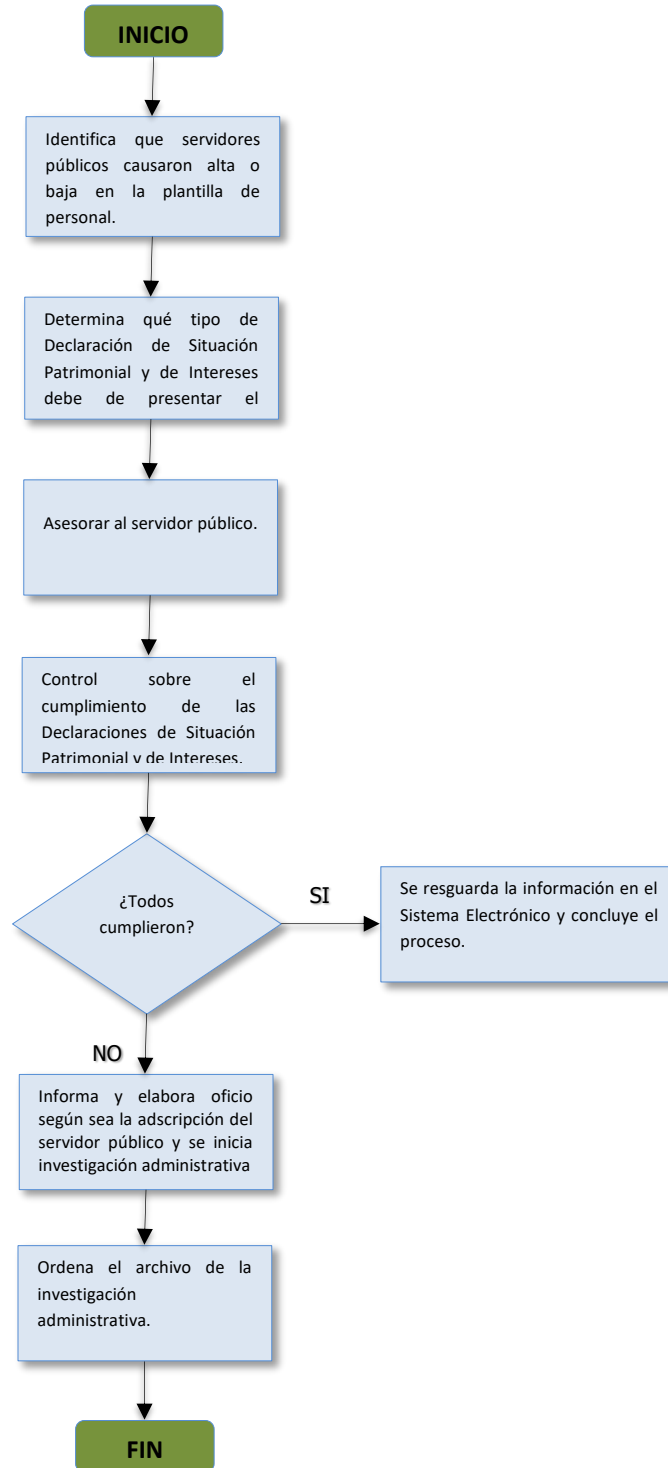 INICIO
Identifica que servidores
públicos causaron alta o
baja en la plantilla de
personal.
Determina qué tipo de
Declaración de Situación
Patrimonial y de Intereses
debe de presentar el
Asesorar al servidor público.
Control sobre el
cumplimiento de las
Declaraciones de Situación
Patrimonial y de Intereses.
¿Todos
cumplieron?
SI
Se resguarda la información en el
Sistema Electrónico y concluye el
proceso.
NO
Informa y elabora oficio
según sea la adscripción del
servidor público y se inicia
investigación administrativa
Ordena el archivo de la
investigación
administrativa.
FIN